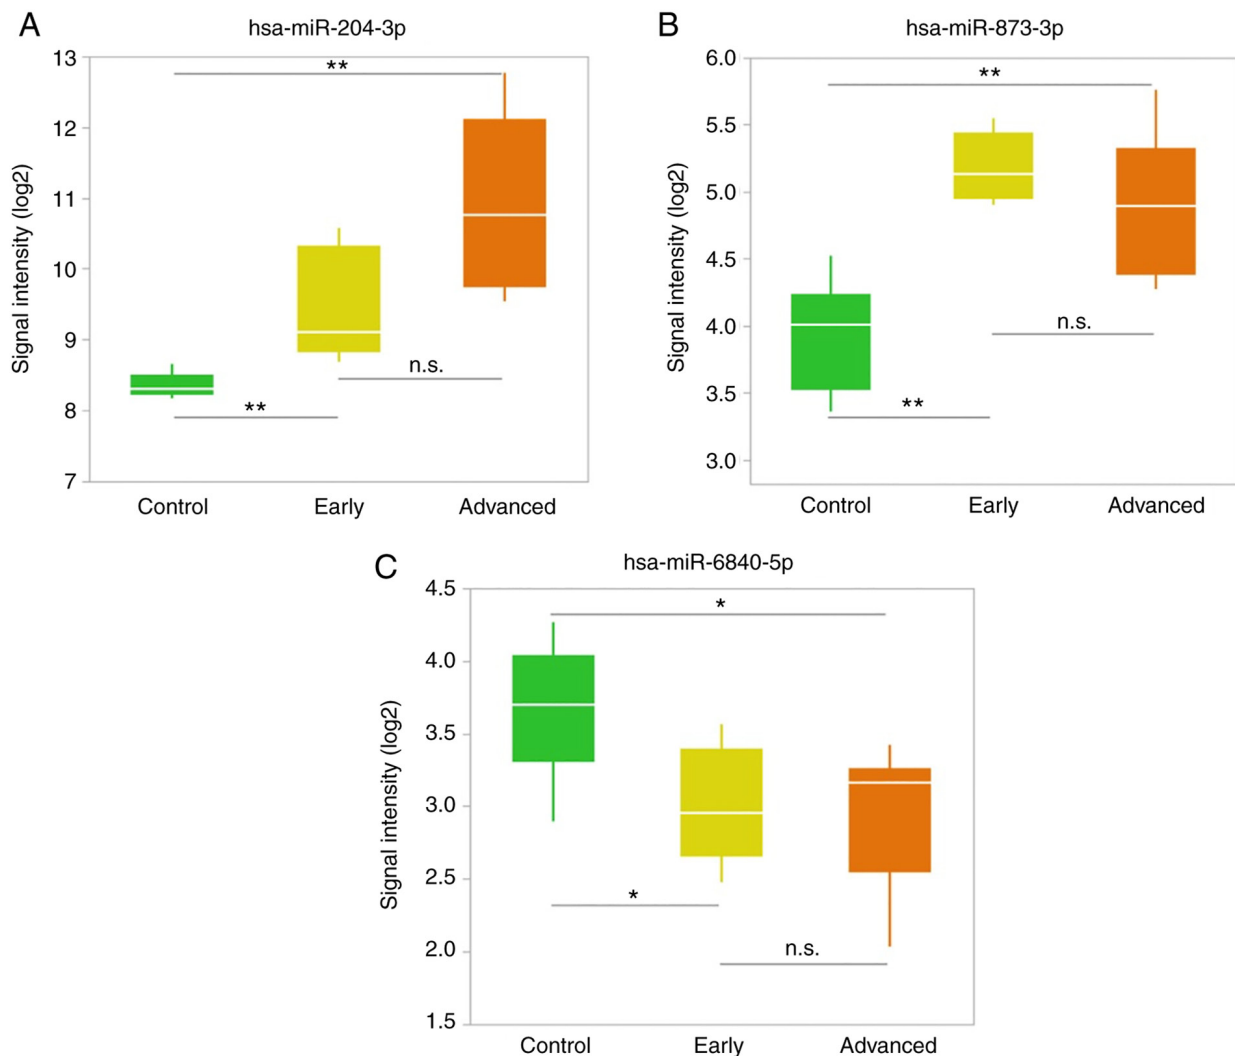 A
hsa-miR-204-3p
Signal intensity (log2)
13
12
11
10
9
8
7
**
n.s.
**
Control Early Advanced
B
hsa-miR-873-3p
Signal intensity (log2)
6.0
5.5
5.0
4.5
4.0
3.5
3.0
**
n.s.
**
Control Early Advanced
C
hsa-miR-6840-5p
Signal intensity (log2)
4.5
4.0
3.5
3.0
2.5
2.0
1.5
*
*
n.s.
Control Early Advanced